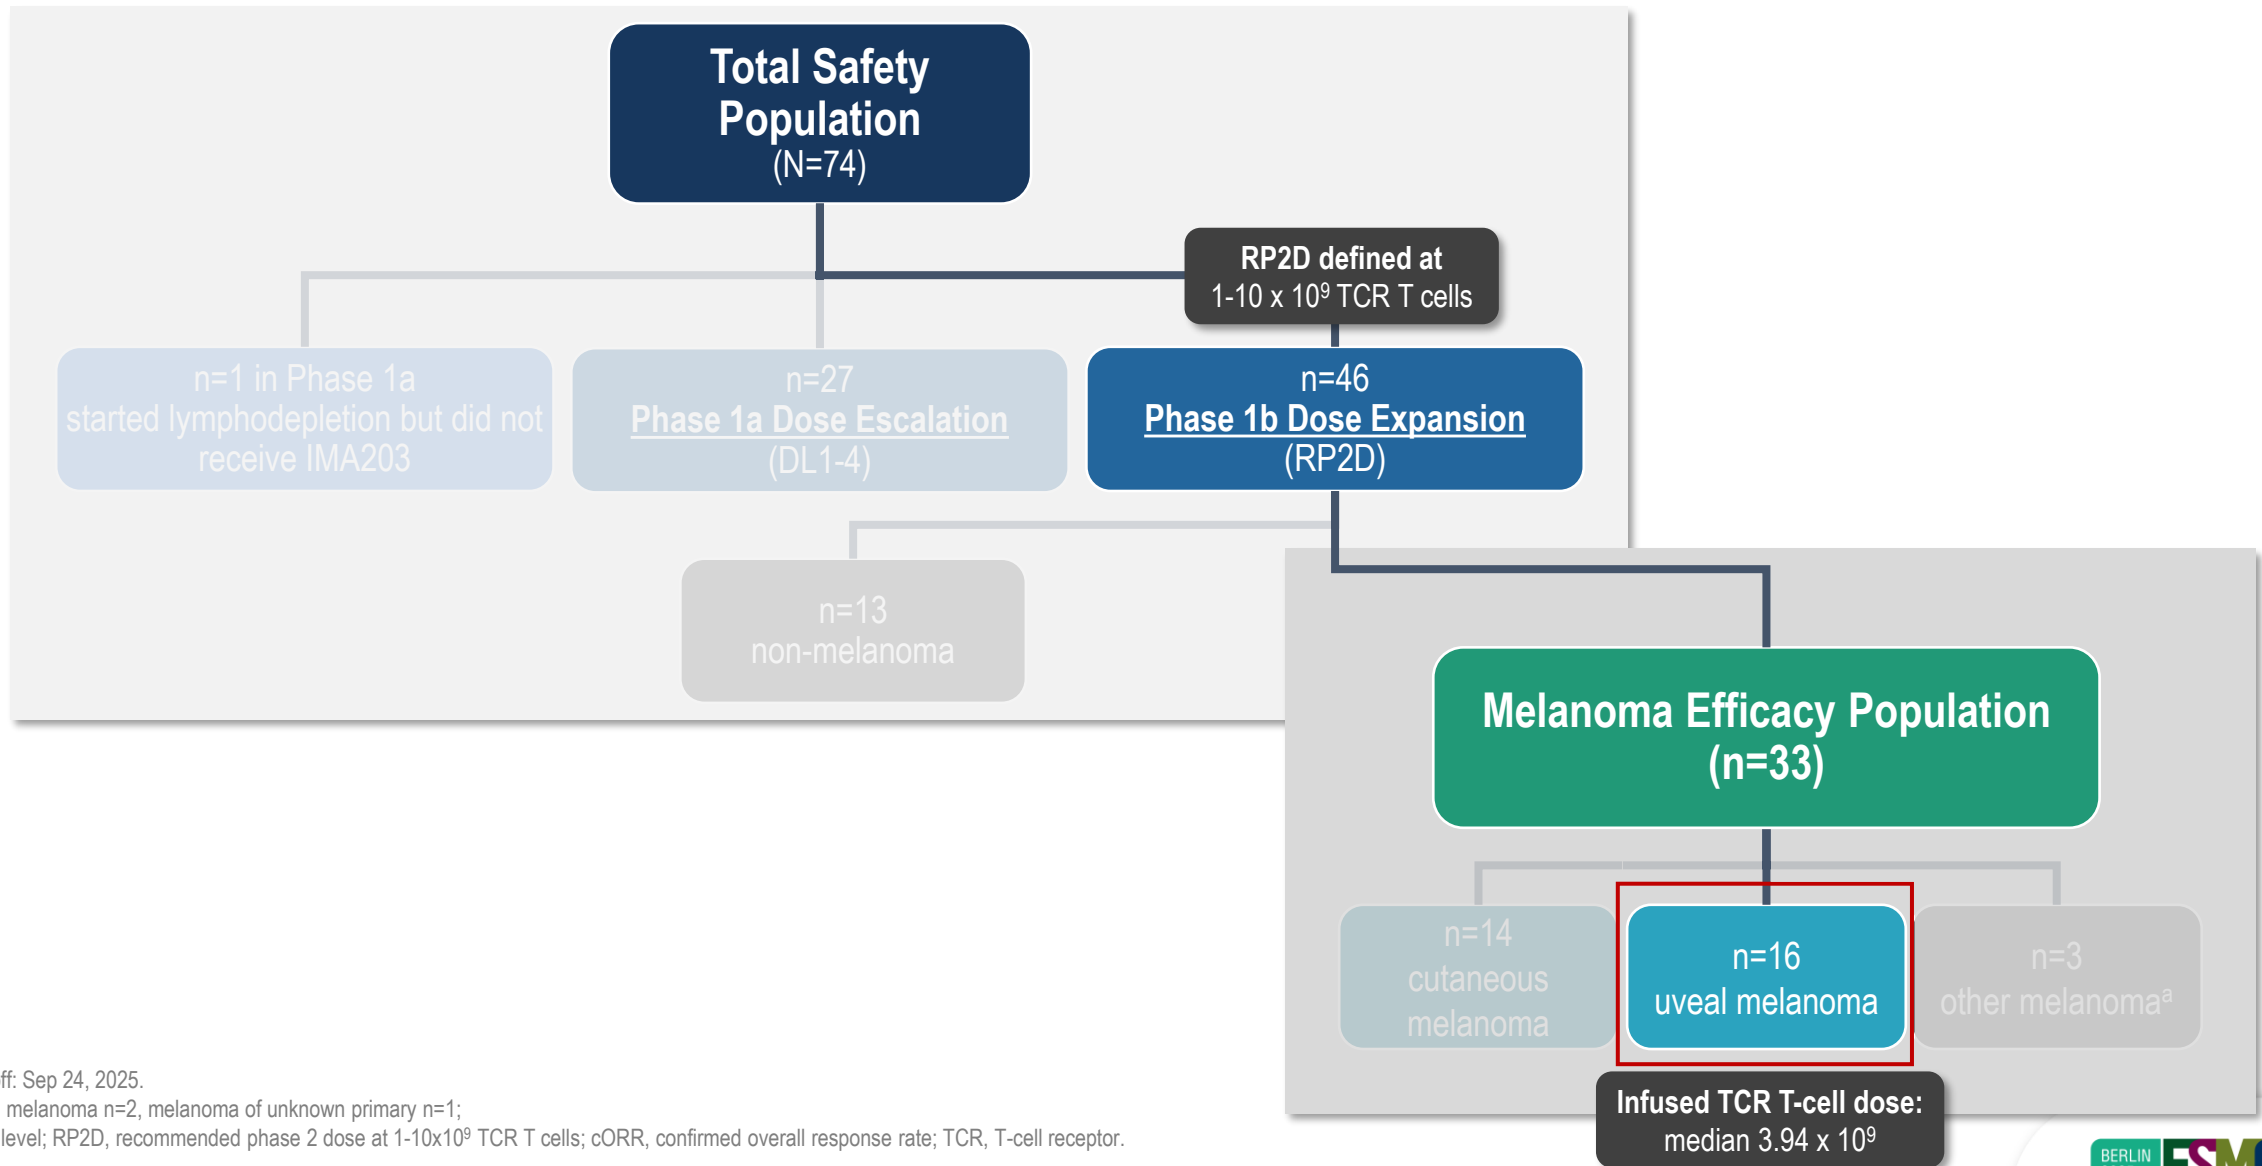 Total Safety
Population
(N=74)
RP2D defined at
1-10 x 10⁹ TCR T cells
n=1 in Phase 1a
started lymphodepletion but did not
receive IMA203
n=27
Phase 1a Dose Escalation
(DL1-4)
n=46
Phase 1b Dose Expansion
(RP2D)
n=13
non-melanoma
Melanoma Efficacy Population
(n=33)
n=14
cutaneous
melanoma
n=16
uveal melanoma
n=3
other melanomaᵃ
Infused TCR T-cell dose:
median 3.94 x 10⁹
ff: Sep 24, 2025.
melanoma n=2, melanoma of unknown primary n=1;
level; RP2D, recommended phase 2 dose at 1-10x10⁹ TCR T cells; cORR, confirmed overall response rate; TCR, T-cell receptor.
BERLIN